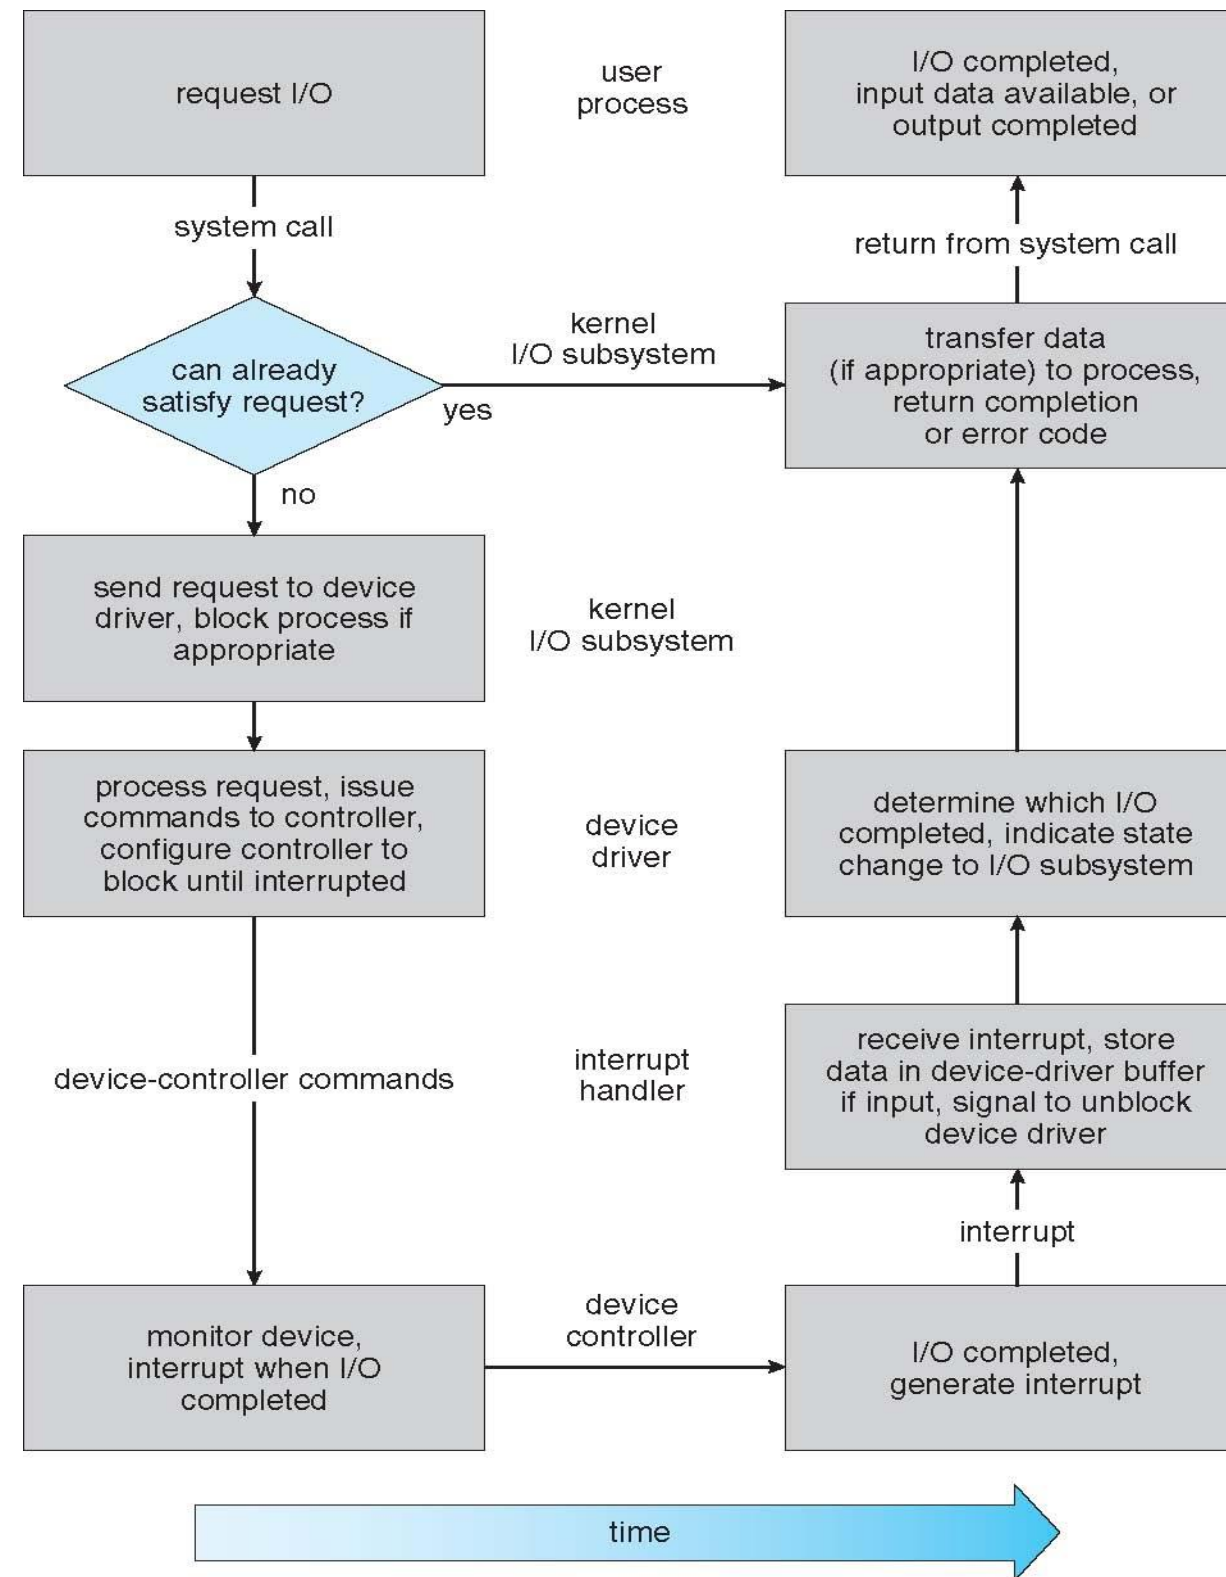 request I/O
user
process
I/O completed,
input data available, or
output completed
system call
return from system call
can already
satisfy request?
kernel
I/O subsystem
yes
transfer data
(if appropriate) to process,
return completion
or error code
no
send request to device
driver, block process if
appropriate
kernel
I/O subsystem
process request, issue
commands to controller,
configure controller to
block until interrupted
device
driver
determine which I/O
completed, indicate state
change to I/O subsystem
device-controller commands
interrupt
handler
receive interrupt, store
data in device-driver buffer
if input, signal to unblock
device driver
interrupt
monitor device,
interrupt when I/O
completed
device
controller
I/O completed,
generate interrupt
time